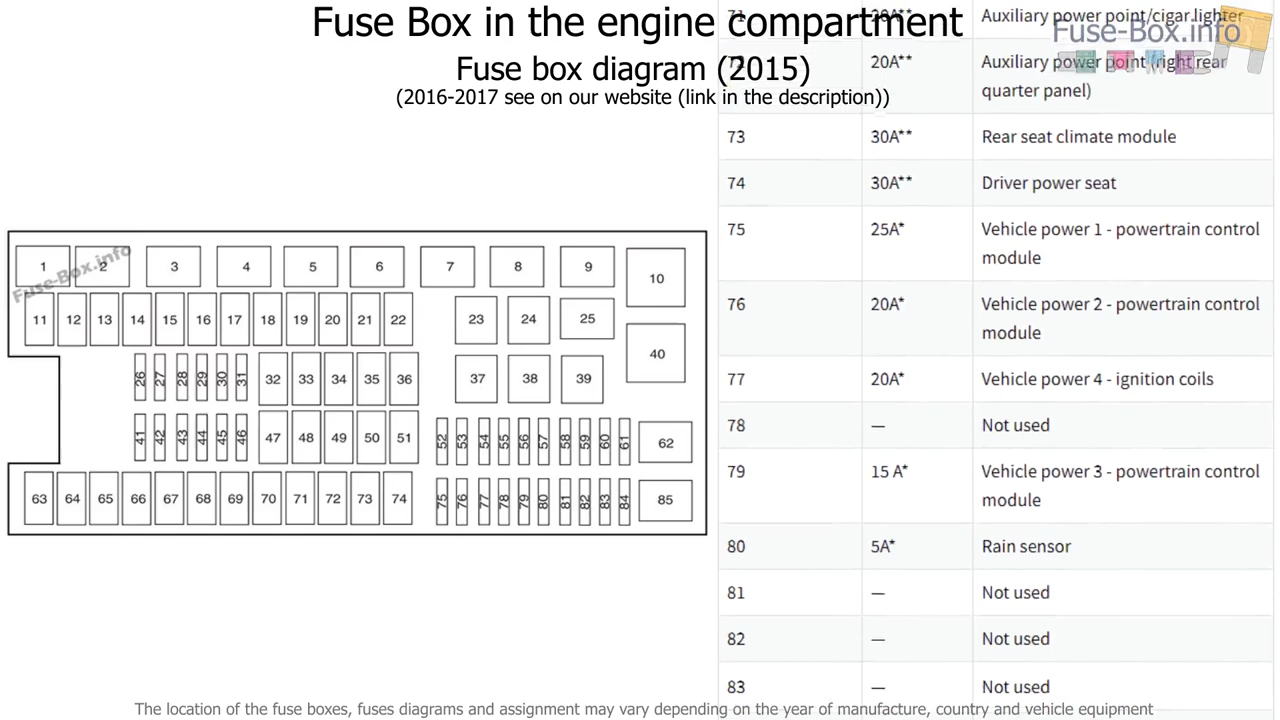 Fuse Box in the engine compartment
Fuse box diagram (2015)
(2016-2017 see on our website (link in the description))
Fuse-Box.info
71 20A** Auxiliary power point/cigar lighter
72 20A** Auxiliary power point (right rear
quarter panel)
73 30A** Rear seat climate module
74 30A** Driver power seat
75 25A* Vehicle power 1 - powertrain control
module
76 20A* Vehicle power 2 - powertrain control
module
77 20A* Vehicle power 4 - ignition coils
78 — Not used
79 15 A* Vehicle power 3 - powertrain control
module
80 5A* Rain sensor
81 — Not used
82 — Not used
83 — Not used
Fuse-Box.info
1 2 3 4 5 6 7 8 9 10
11 12 13 14 15 16 17 18 19 20 21 22 23 24 25
26 27 28 29 30 31 32 33 34 35 36 37 38 39 40
41 42 43 44 45 46 47 48 49 50 51 52 53 54 55 56 57 58 59 60 61 62
63 64 65 66 67 68 69 70 71 72 73 74 75 76 77 78 79 80 81 82 83 84 85
The location of the fuse boxes, fuses diagrams and assignment may vary depending on the year of manufacture, country and vehicle equipment